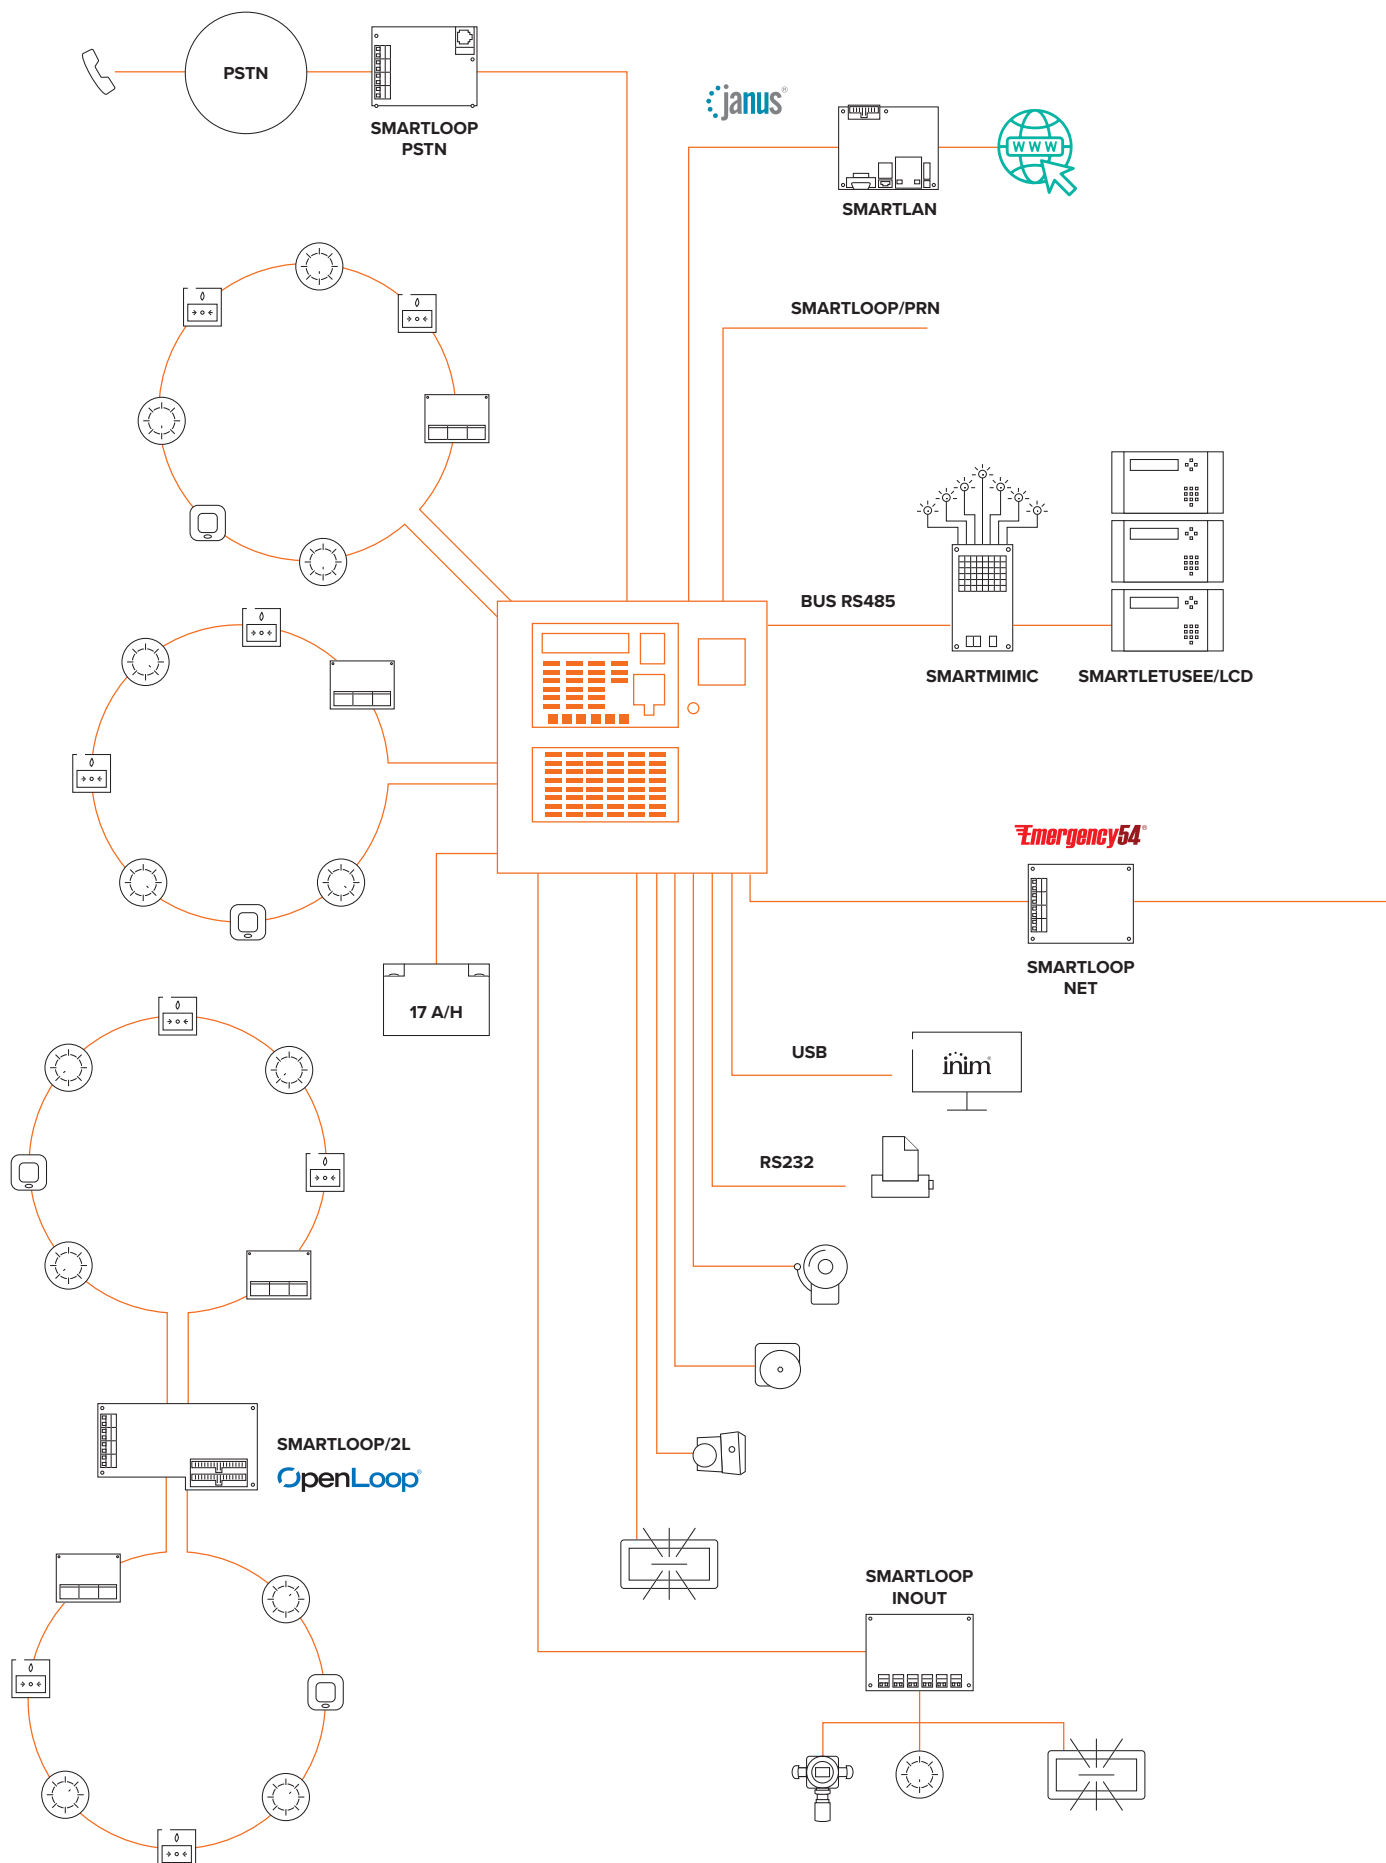 PSTN
SMARTLOOP
PSTN
janus®
WWW
SMARTLAN
SMARTLOOP/PRN
BUS RS485
SMARTMIMIC
SMARTLETUSEE/LCD
Emergency54®
SMARTLOOP
NET
17 A/H
USB
inim®
RS232
SMARTLOOP/2L
OpenLoop®
SMARTLOOP
INOUT